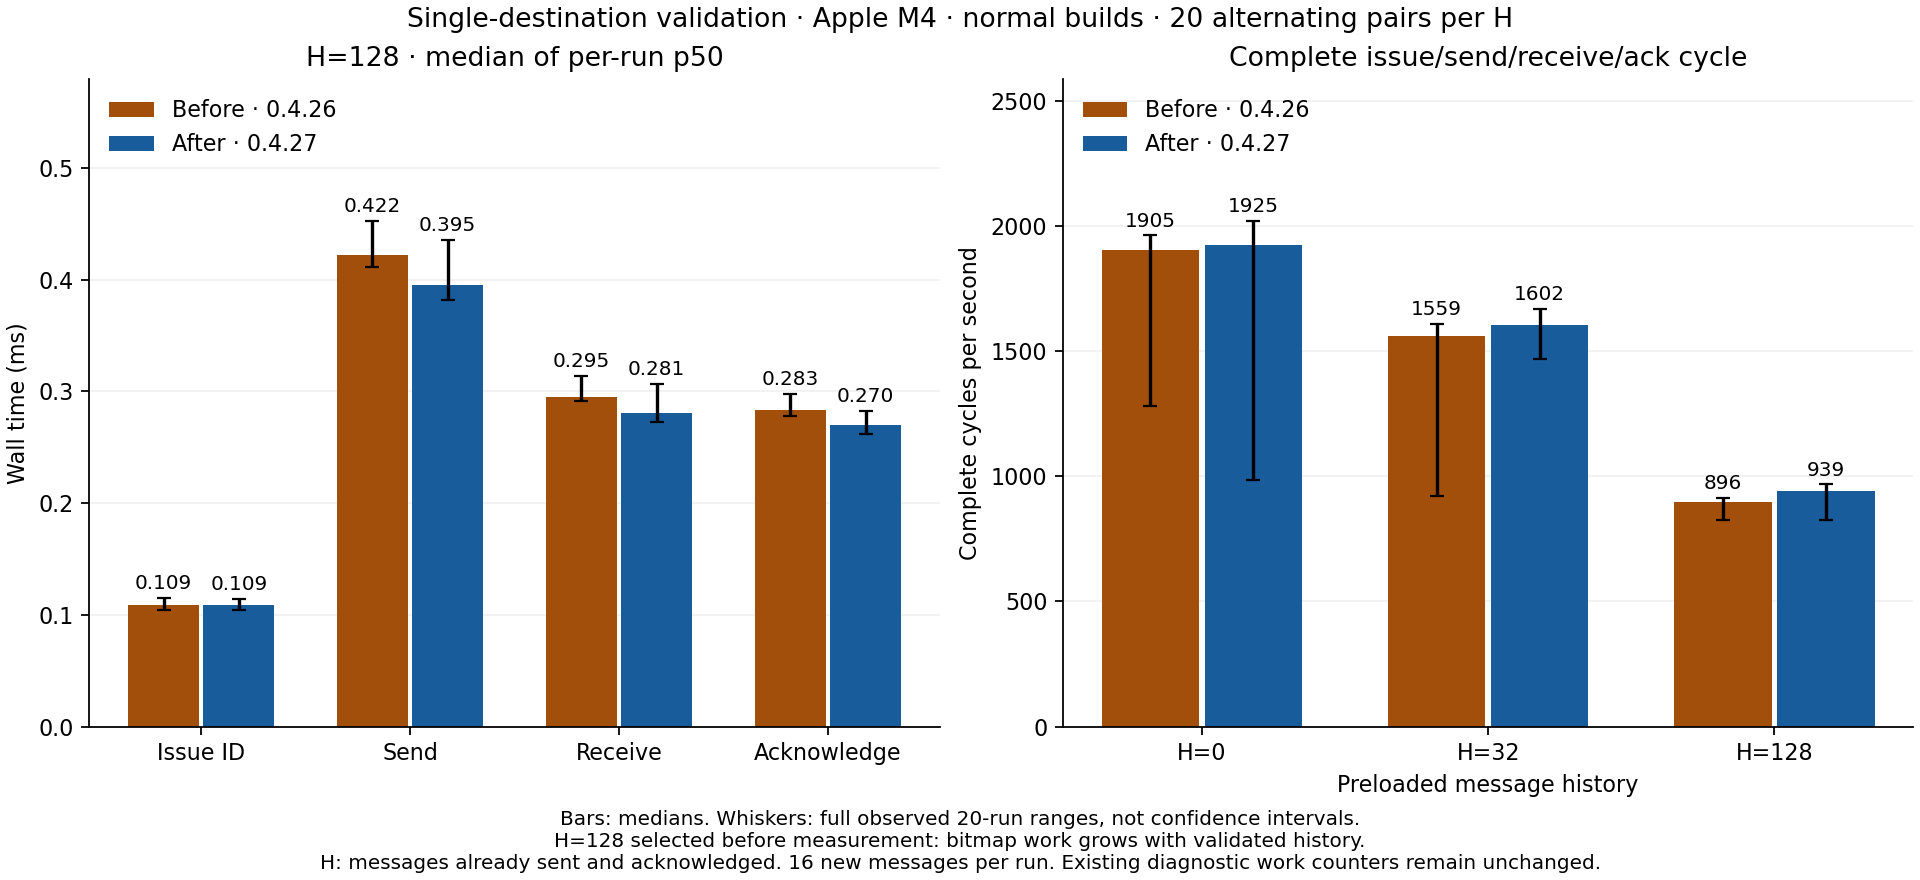 Single-destination validation · Apple M4 · normal builds · 20 alternating pairs per H
H=128 · median of per-run p50
Before · 0.4.26
After · 0.4.27
Wall time (ms)
0.5
0.4
0.3
0.2
0.1
0.0
0.109
0.109
0.422
0.395
0.295
0.281
0.283
0.270
Issue ID
Send
Receive
Acknowledge
Complete issue/send/receive/ack cycle
Before · 0.4.26
After · 0.4.27
Complete cycles per second
2500
2000
1500
1000
500
0
1905
1925
1559
1602
896
939
H=0
H=32
H=128
Preloaded message history
Bars: medians. Whiskers: full observed 20-run ranges, not confidence intervals.
H=128 selected before measurement: bitmap work grows with validated history.
H: messages already sent and acknowledged. 16 new messages per run. Existing diagnostic work counters remain unchanged.